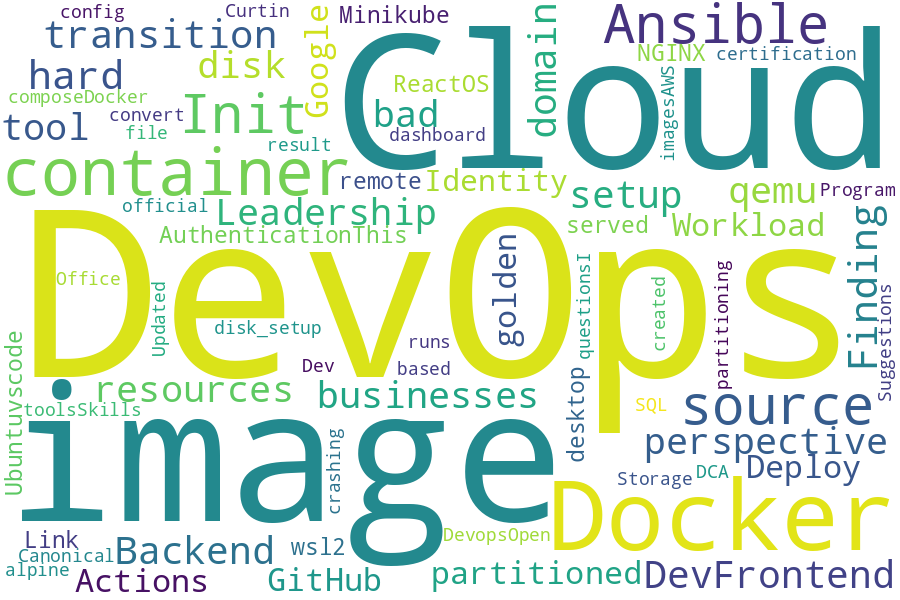 config
Curtin
Minikube
Ansible
transition
Google
Cloud
domain
NGINX
certification
hard
disk
ReactOS
imagesAWS
composeDocker
convert
Init
bad
tool
file
dashboard
result
container
remote
Identity
setup
qemu
Program
official
Leadership
served
Workload
AuthenticationThis
DevOps
golden
Finding
Office
Updated
disk_setup
questionsI
created
partitioning
Suggestions
runs
Dev
based
Ubuntuvscode
resources
businesses
desktop
toolsSkills
SQL
source
image
crashing
perspective
Storage
DCA
Deploy
Docker
Link
Canonical
Backend
wsl2
DevopsOpen
alpine
Actions
GitHub
partitioned
DevFrontend